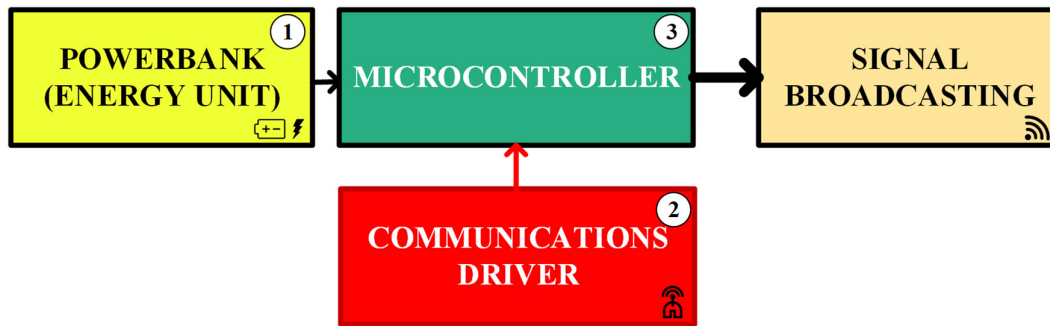 1
POWERBANK
(ENERGY UNIT)
3
MICROCONTROLLER
SIGNAL
BROADCASTING
2
COMMUNICATIONS
DRIVER